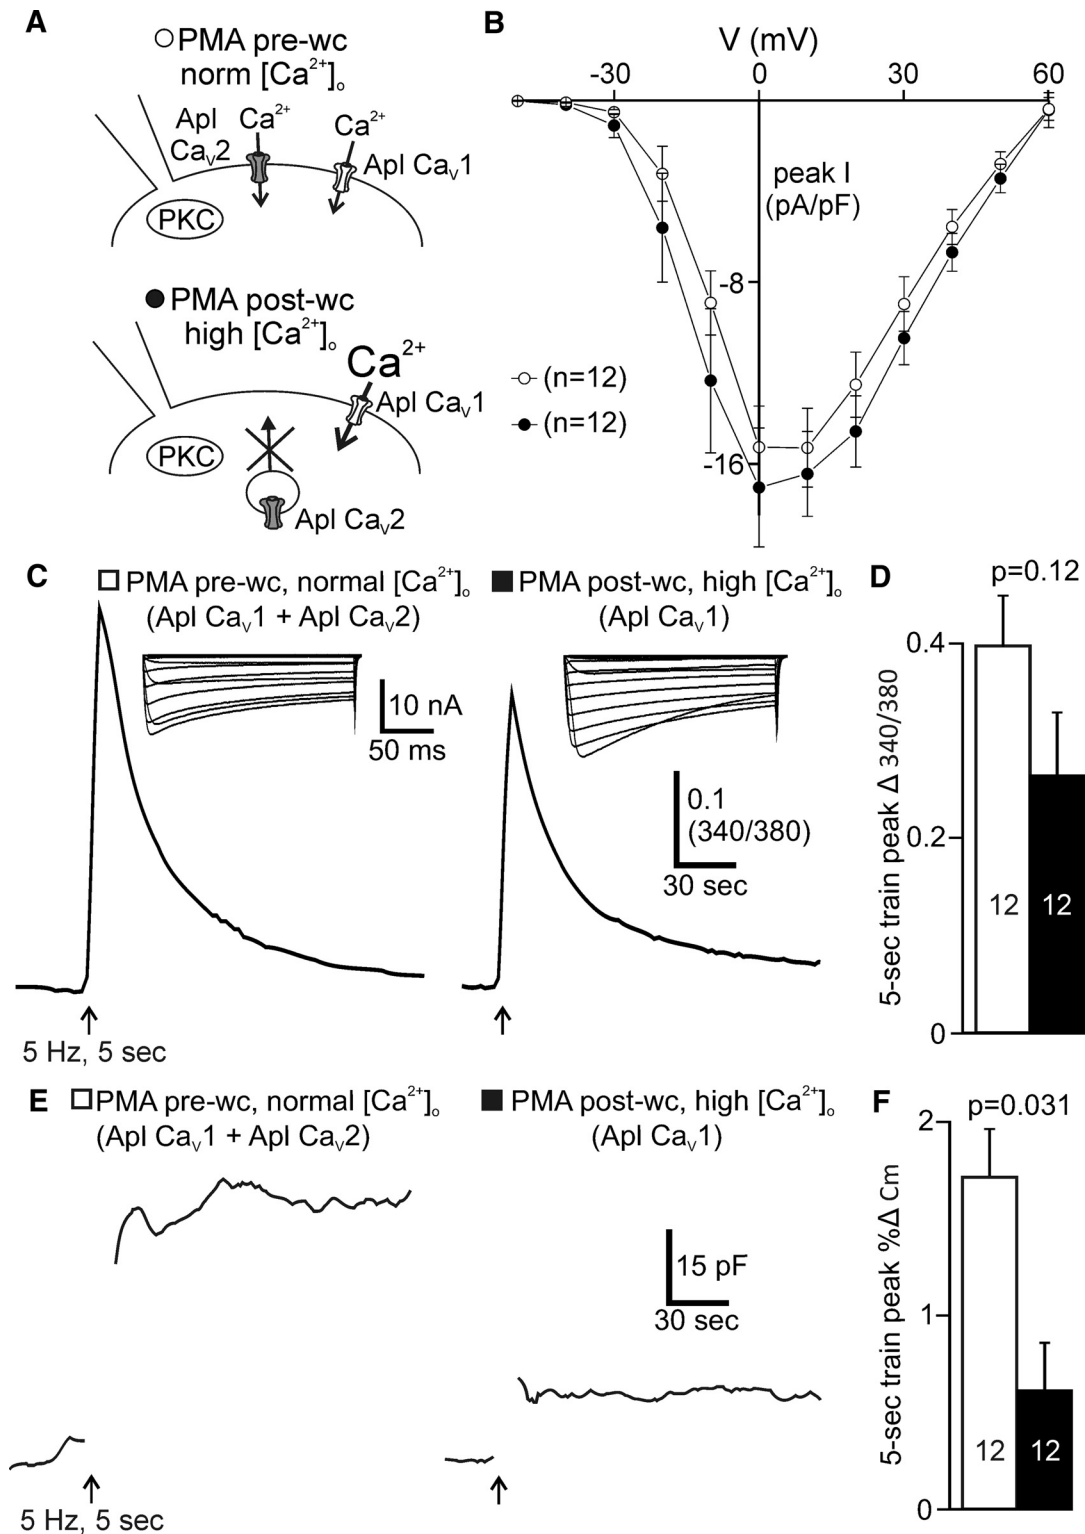 A
PMA pre-wc
norm [Ca²⁺]ₒ
Apl
CaV2
Ca²⁺
Ca²⁺
Apl CaV1
PKC
PMA post-wc
high [Ca²⁺]ₒ
Ca²⁺
Apl CaV1
PKC
Apl CaV2
B
V (mV)
-30 0 30 60
peak I
(pA/pF)
-8
-16
(n=12)
(n=12)
C
PMA pre-wc, normal [Ca²⁺]ₒ
(Apl CaV1 + Apl CaV2)
10 nA
50 ms
5 Hz, 5 sec
PMA post-wc, high [Ca²⁺]ₒ
(Apl CaV1)
0.1
(340/380)
30 sec
D
p=0.12
5-sec train peak Δ 340/380
0.4
0.2
0
12 12
E
PMA pre-wc, normal [Ca²⁺]ₒ
(Apl CaV1 + Apl CaV2)
5 Hz, 5 sec
PMA post-wc, high [Ca²⁺]ₒ
(Apl CaV1)
15 pF
30 sec
F
p=0.031
5-sec train peak %Δ Cm
2
1
0
12 12